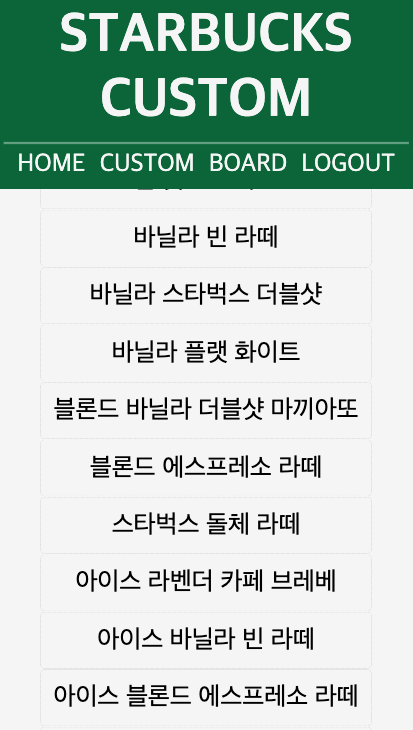 STARBUCKS
CUSTOM
HOME CUSTOM BOARD LOGOUT
바닐라 빈 라떼
바닐라 스타벅스 더블샷
바닐라 플랫 화이트
블론드 바닐라 더블샷 마끼아또
블론드 에스프레소 라떼
스타벅스 돌체 라떼
아이스 라벤더 카페 브레베
아이스 바닐라 빈 라떼
아이스 블론드 에스프레소 라떼